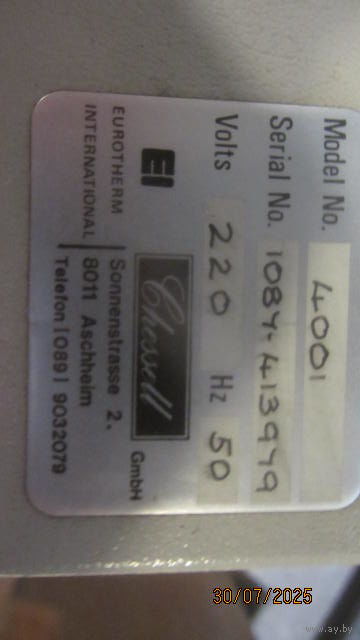 Model No. 4001
Serial No. 1084-413949
Volts 220 Hz 50
EI
Chessell GmbH
EUROTHERM
INTERNATIONAL
Sonnenstrasse 2.
8011 Aschheim
Telefon (089) 9032079
30/07/2025
www.ay.by